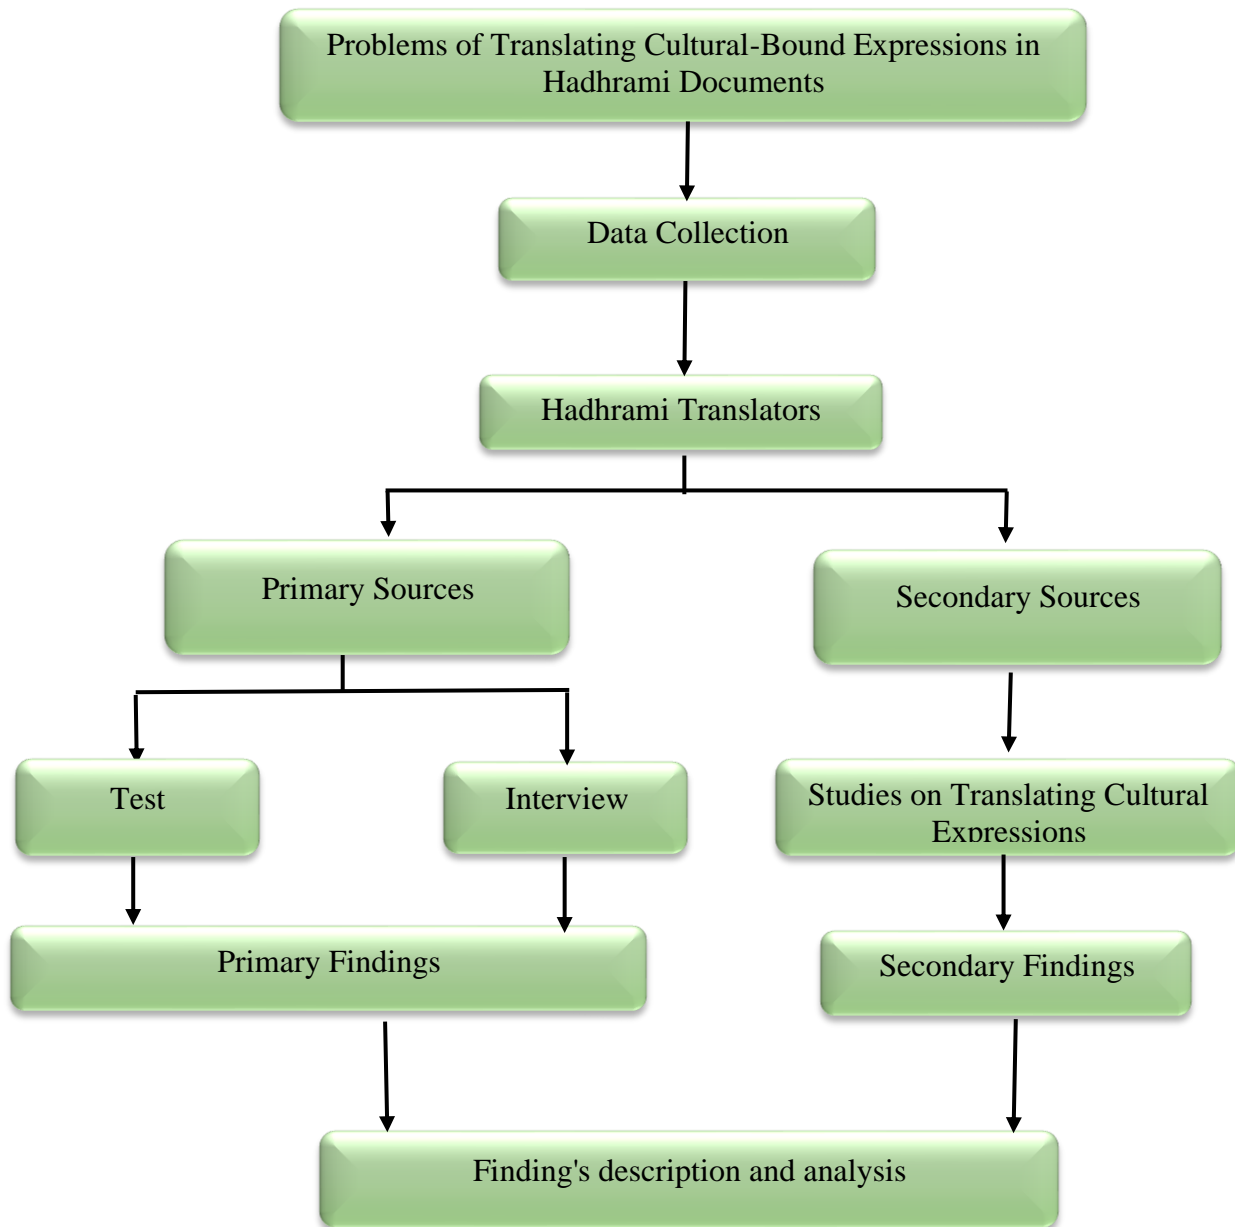 Problems of Translating Cultural-Bound Expressions in
Hadhrami Documents
Data Collection
Hadhrami Translators
Primary Sources
Secondary Sources
Test
Interview
Studies on Translating Cultural
Expressions
Primary Findings
Secondary Findings
Finding's description and analysis